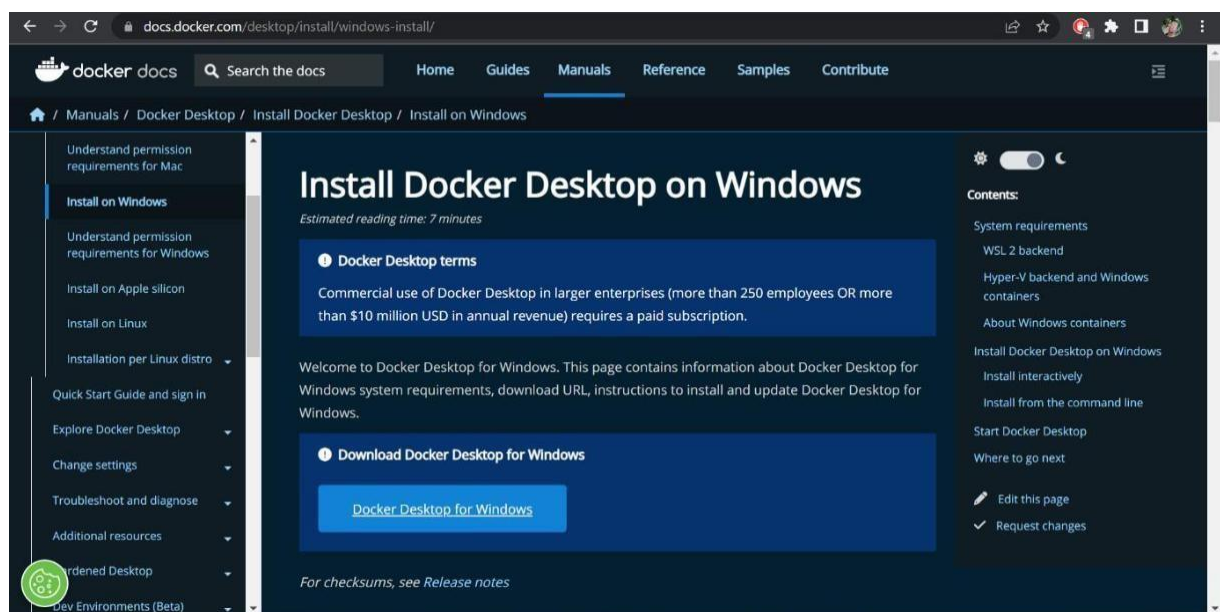 docs.docker.com/desktop/install/windows-install/
4
docker docs
Search the docs
Home
Guides
Manuals
Reference
Samples
Contribute
/ Manuals / Docker Desktop / Install Docker Desktop / Install on Windows
Understand permission
requirements for Mac
Install on Windows
Understand permission
requirements for Windows
Install on Apple silicon
Install on Linux
Installation per Linux distro
Quick Start Guide and sign in
Explore Docker Desktop
Change settings
Troubleshoot and diagnose
Additional resources
rdened Desktop
Dev Environments (Beta)
Install Docker Desktop on Windows
Estimated reading time: 7 minutes
Docker Desktop terms
Commercial use of Docker Desktop in larger enterprises (more than 250 employees OR more
than $10 million USD in annual revenue) requires a paid subscription.
Welcome to Docker Desktop for Windows. This page contains information about Docker Desktop for
Windows system requirements, download URL, instructions to install and update Docker Desktop for
Windows.
Download Docker Desktop for Windows
Docker Desktop for Windows
For checksums, see Release notes
Contents:
System requirements
WSL 2 backend
Hyper-V backend and Windows
containers
About Windows containers
Install Docker Desktop on Windows
Install interactively
Install from the command line
Start Docker Desktop
Where to go next
Edit this page
Request changes